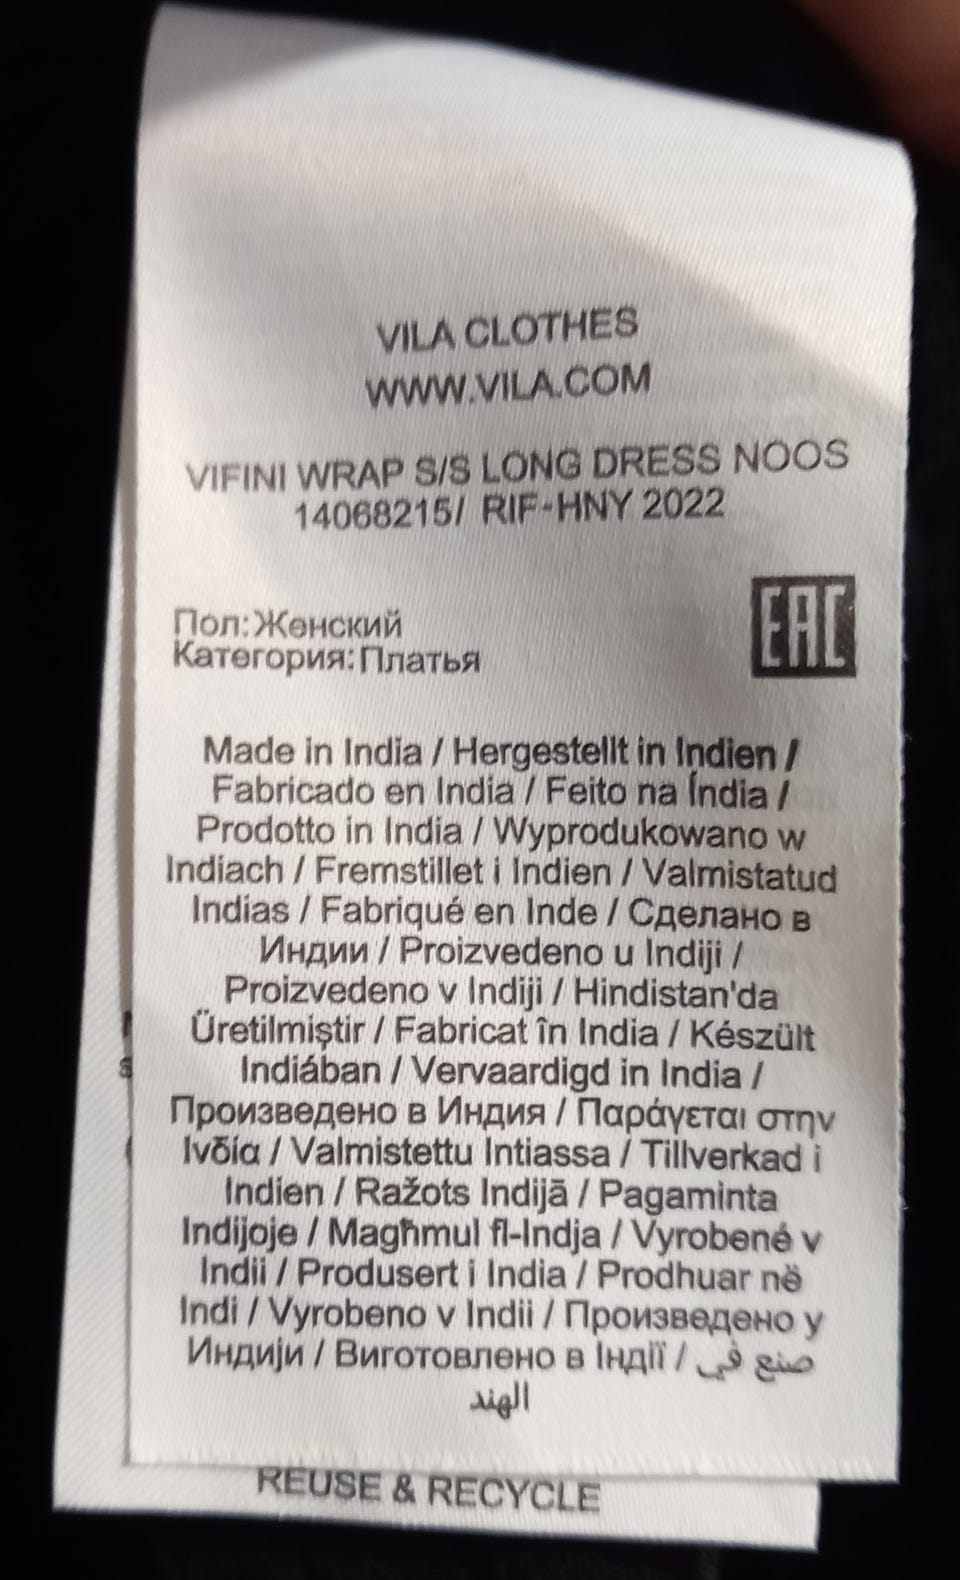 VILA CLOTHES
WWW.VILA.COM
VIFINI WRAP S/S LONG DRESS NOOS
14068215/ RIF-HNY 2022
Пол:Женский
Категория:Платья
EAC
Made in India / Hergestellt in Indien /
Fabricado en India / Feito na Índia /
Prodotto in India / Wyprodukowano w
Indiach / Fremstillet i Indien / Valmistatud
Indias / Fabriqué en Inde / Сделано в
Индии / Proizvedeno u Indiji /
Proizvedeno v Indiji / Hindistan'da
Üretilmiştir / Fabricat în India / Készült
Indiában / Vervaardigd in India /
Произведено в Индия / Παράγεται στην
Ινδία / Valmistettu Intiassa / Tillverkad i
Indien / Ražots Indijā / Pagaminta
Indijoje / Magħmul fl-Indja / Vyrobené v
Indii / Produsert i India / Prodhuar në
Indi / Vyrobeno v Indii / Произведено у
Индији / Виготовлено в Індії / صنع في
الهند
REUSE & RECYCLE